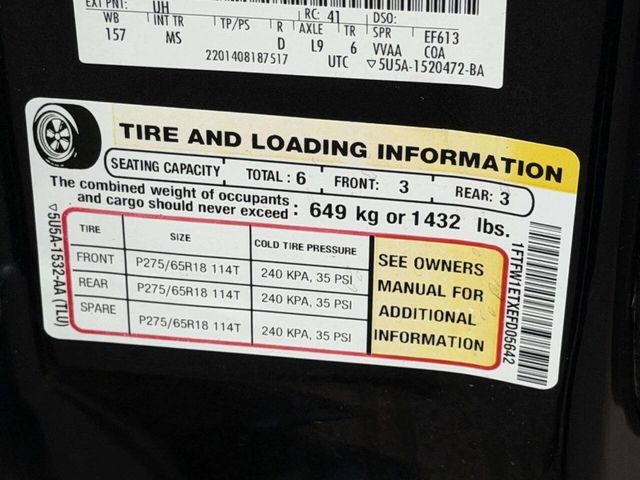 EXT PNT: UH RC: 41 DSO:
WB INT TR TP/PS R AXLE TR SPR EF613
157 MS D L9 6 VVAA COA
2201408187517 UTC ▽5U5A-1520472-BA
TIRE AND LOADING INFORMATION
SEATING CAPACITY TOTAL : 6 FRONT: 3 REAR: 3
The combined weight of occupants
and cargo should never exceed : 649 kg or 1432 lbs.
TIRE SIZE COLD TIRE PRESSURE
FRONT P275/65R18 114T 240 KPA, 35 PSI
REAR P275/65R18 114T 240 KPA, 35 PSI
SPARE P275/65R18 114T 240 KPA, 35 PSI
SEE OWNERS
MANUAL FOR
ADDITIONAL
INFORMATION
▽5U5A-1532-AA (TLU)
1FTFW1ETXEFD05642